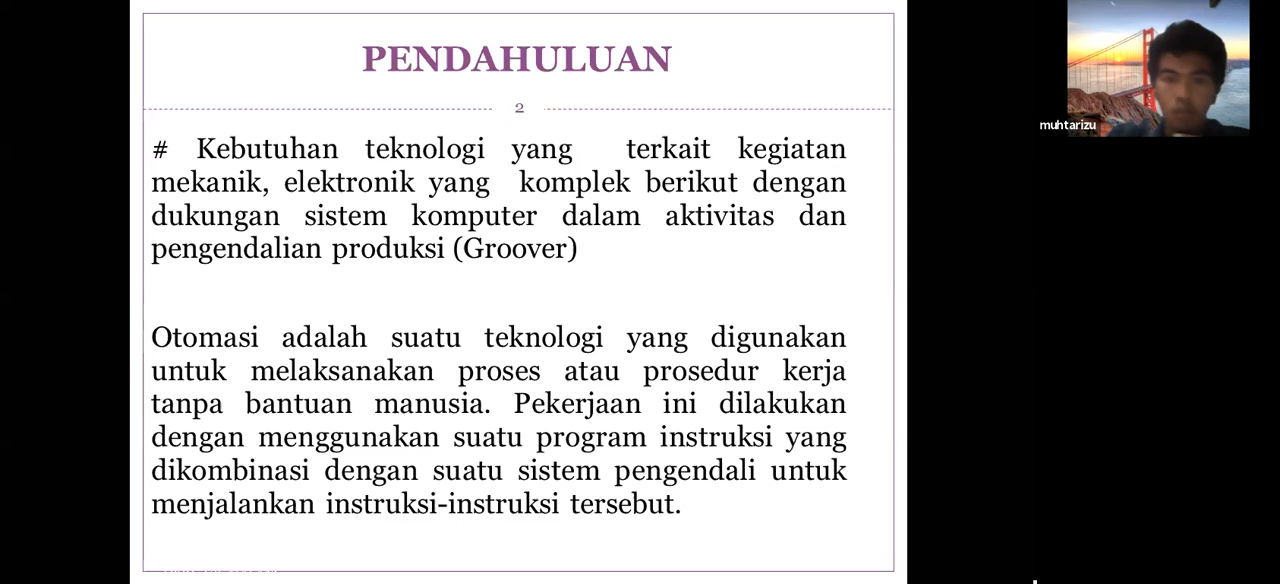 PENDAHULUAN
2
# Kebutuhan teknologi yang terkait kegiatan
mekanik, elektronik yang komplek berikut dengan
dukungan sistem komputer dalam aktivitas dan
pengendalian produksi (Groover)
Otomasi adalah suatu teknologi yang digunakan
untuk melaksanakan proses atau prosedur kerja
tanpa bantuan manusia. Pekerjaan ini dilakukan
dengan menggunakan suatu program instruksi yang
dikombinasi dengan suatu sistem pengendali untuk
menjalankan instruksi-instruksi tersebut.
muhtarizu